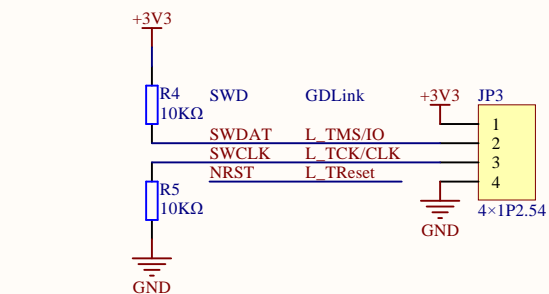 +3V3
R4
10KΩ
SWD GDLink +3V3 JP3
1
SWDAT L_TMS/IO 2
SWCLK L_TCK/CLK 3
NRST L_TReset 4
R5
10KΩ
4×1P2.54
GND
GND